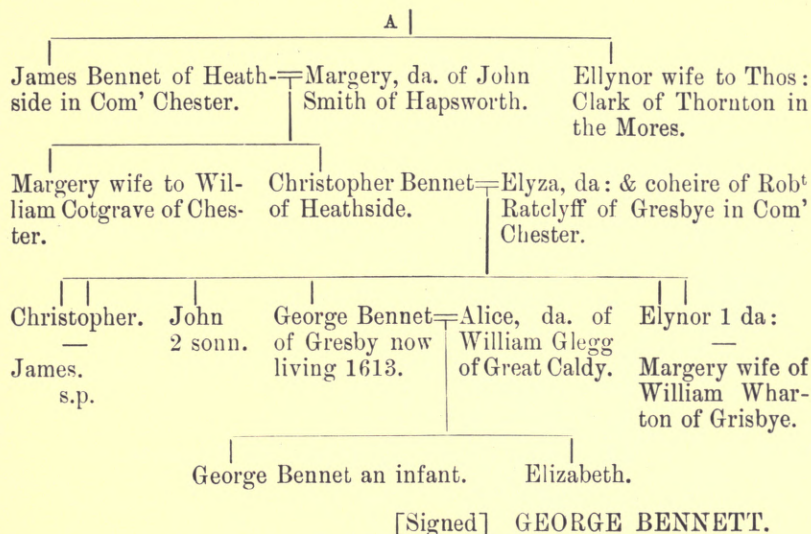 A
James Bennet of Heath-
side in Com' Chester.
Margery, da. of John
Smith of Hapsworth.
Ellynor wife to Thos:
Clark of Thornton in
the Mores.
Margery wife to Wil-
liam Cotgrave of Ches-
ter.
Christopher Bennet
of Heathside.
Elyza, da: & coheire of Robt
Ratclyff of Gresbye in Com'
Chester.
Christopher.
—
James.
s.p.
John
2 sonn.
George Bennet
of Gresby now
living 1613.
Alice, da. of
William Glegg
of Great Caldy.
Elynor 1 da:
—
Margery wife of
William Whar-
ton of Grisbye.
George Bennet an infant.
Elizabeth.
[Signed] GEORGE BENNETT.